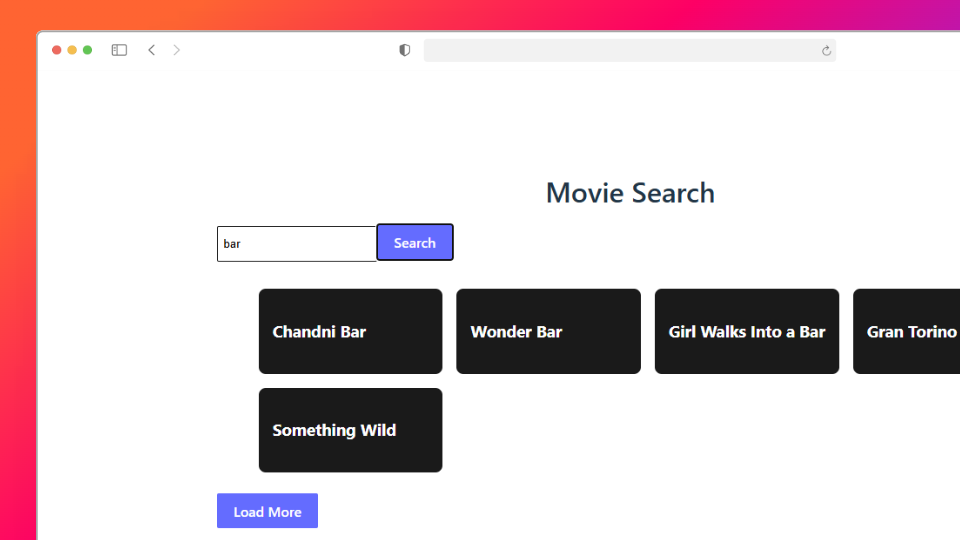 Movie Search
bar
Search
Chandni Bar
Wonder Bar
Girl Walks Into a Bar
Gran Torino
Something Wild
Load More